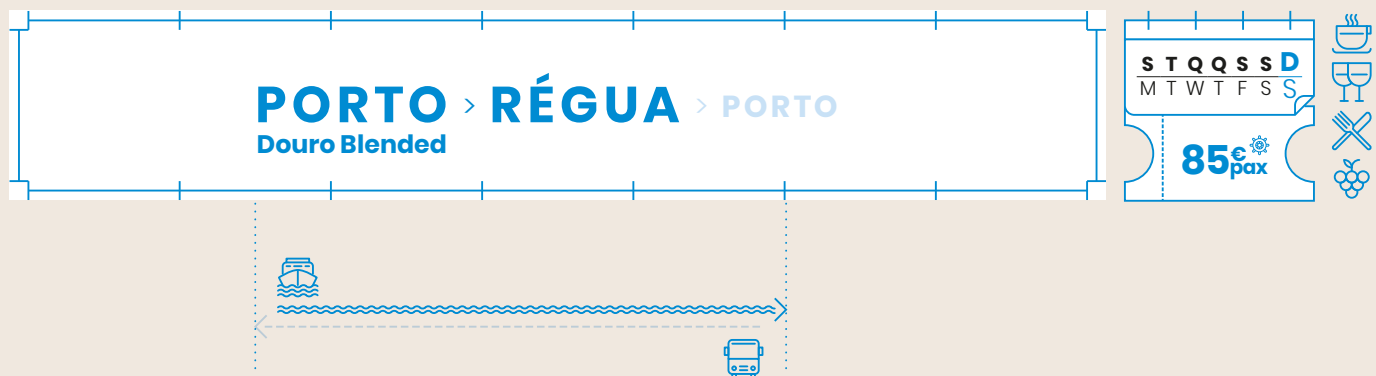 PORTO > RÉGUA > PORTO
Douro Blended
S T Q Q S S D
M T W T F S S
85€ pax